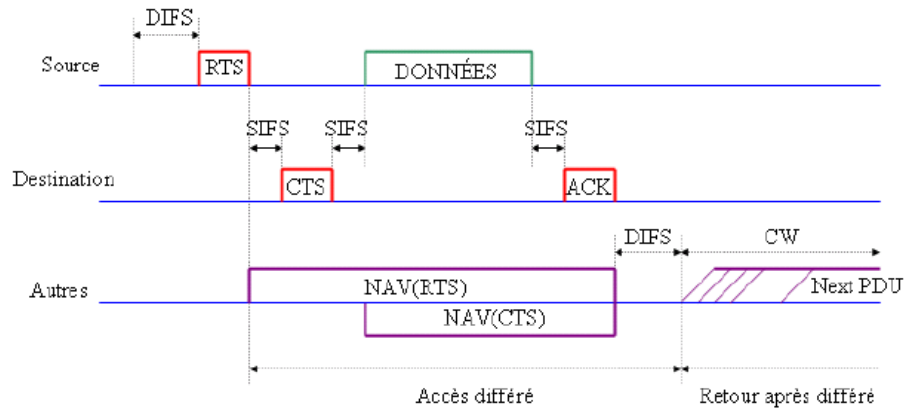 DIFS
Source
RTS
DONNÉES
SIFS
SIFS
SIFS
Destination
CTS
ACK
DIFS
CW
Autres
NAV(RTS)
Next PDU
NAV(CTS)
Accès différé
Retour après différé